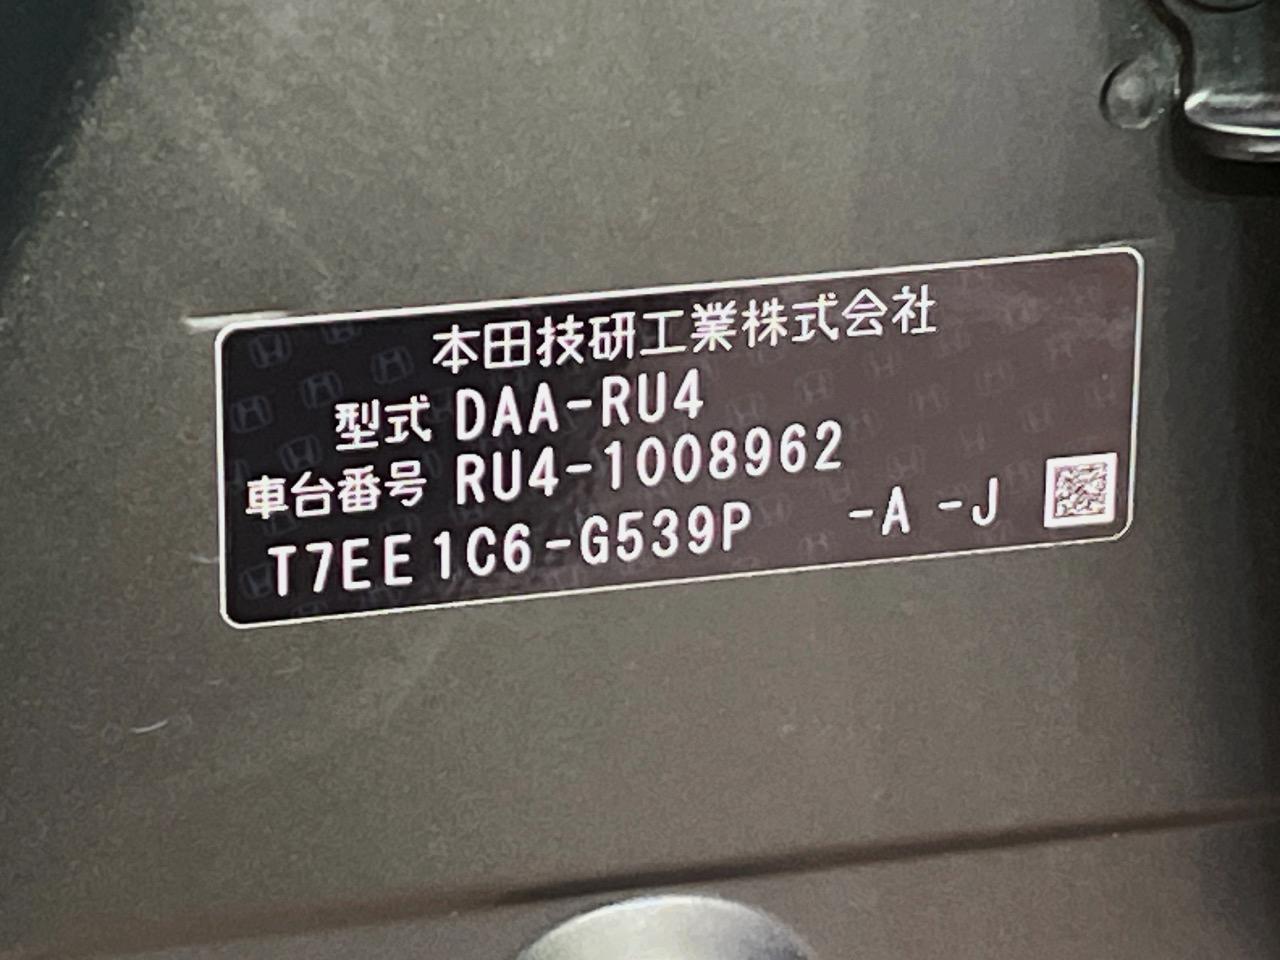 本田技研工業株式会社
型式 DAA-RU4
車台番号 RU4-1008962
T7EE1C6-G539P -A -J